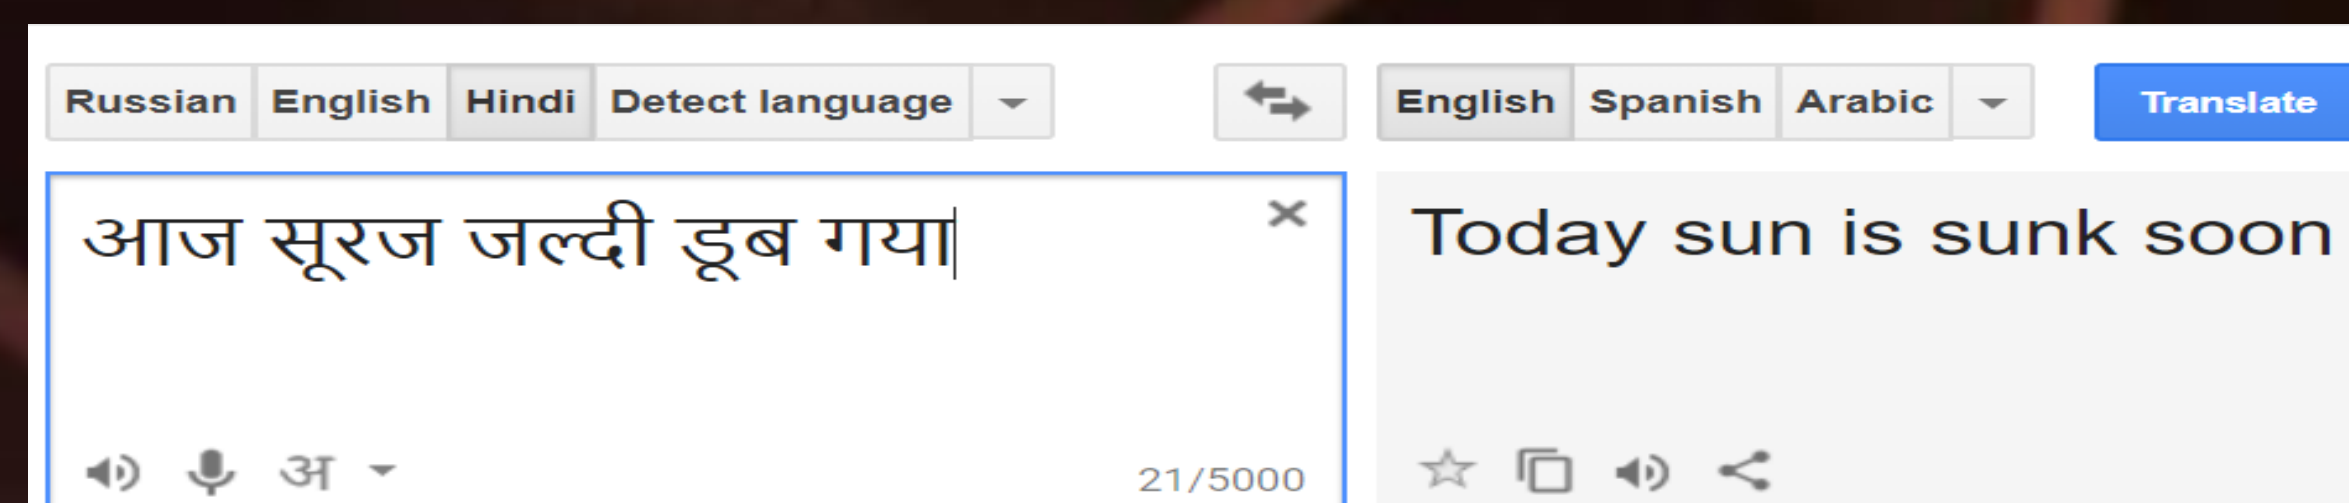 Russian English Hindi Detect language English Spanish Arabic Translate
आज सूरज जल्दी डूब गया Today sun is sunk soon
अ 21/5000